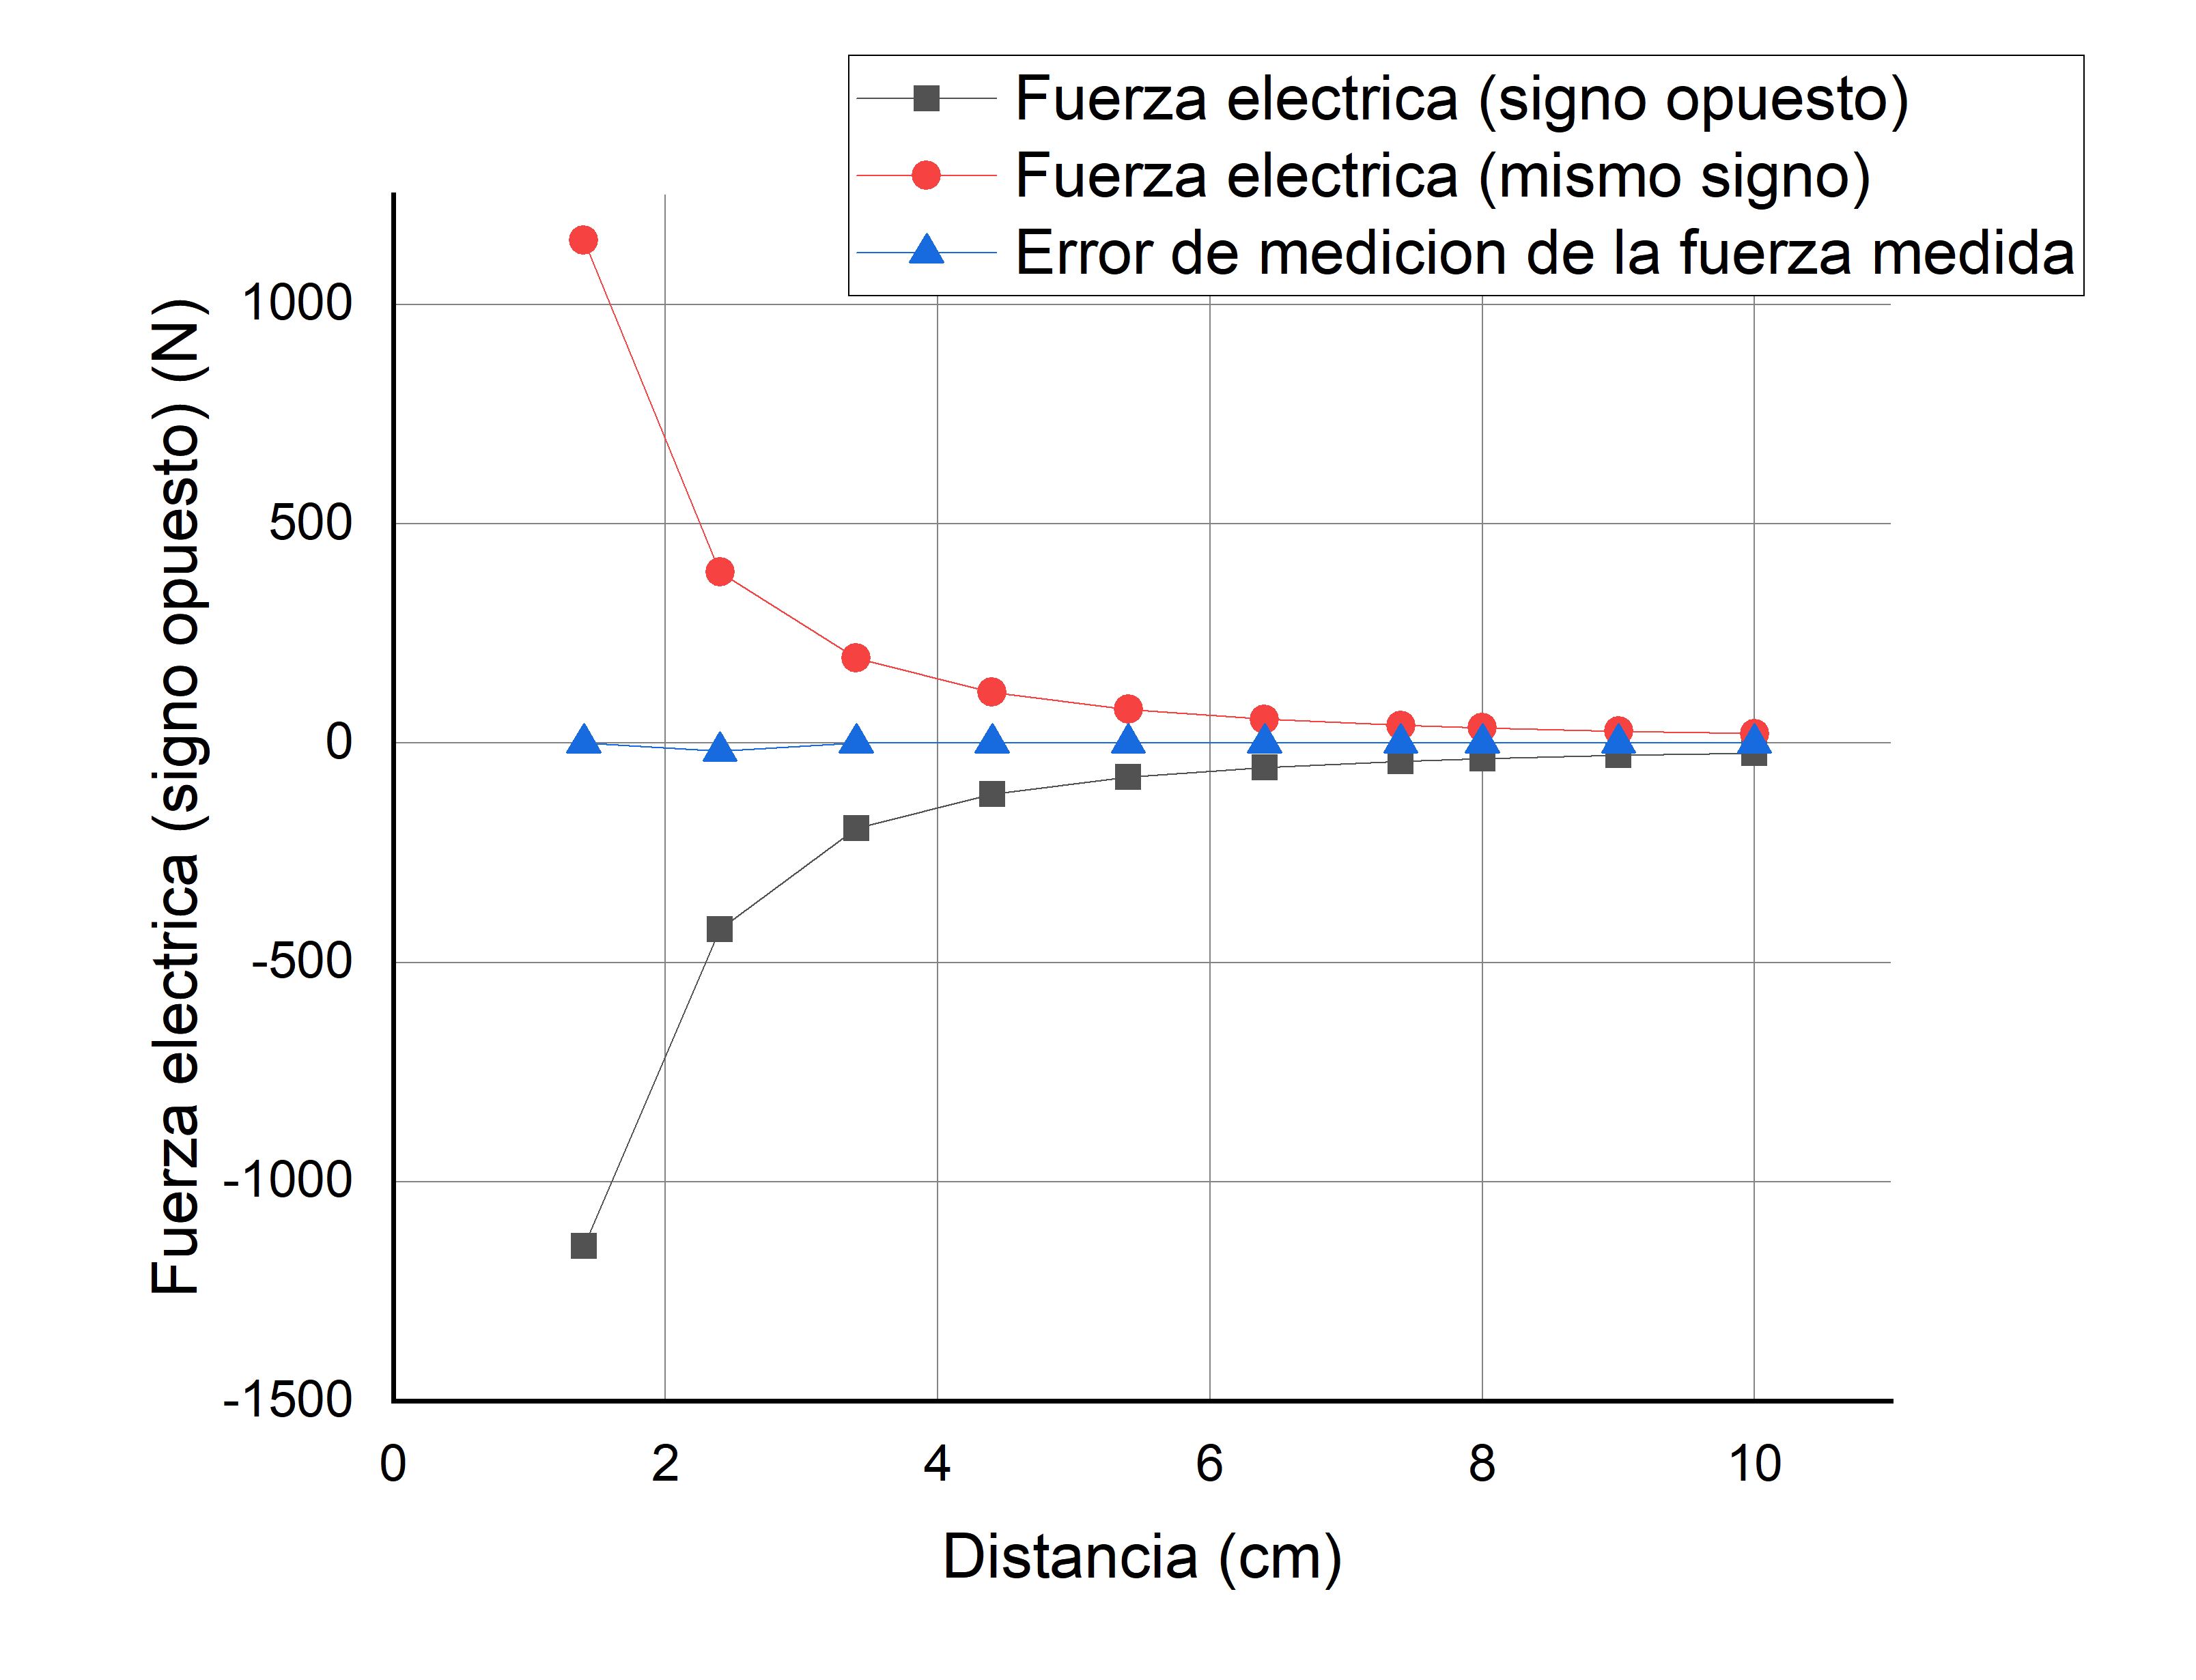 Fuerza electrica (signo opuesto)
Fuerza electrica (mismo signo)
Error de medicion de la fuerza medida
Fuerza electrica (signo opuesto) (N)
1000
500
0
-500
-1000
-1500
0 2 4 6 8 10
Distancia (cm)